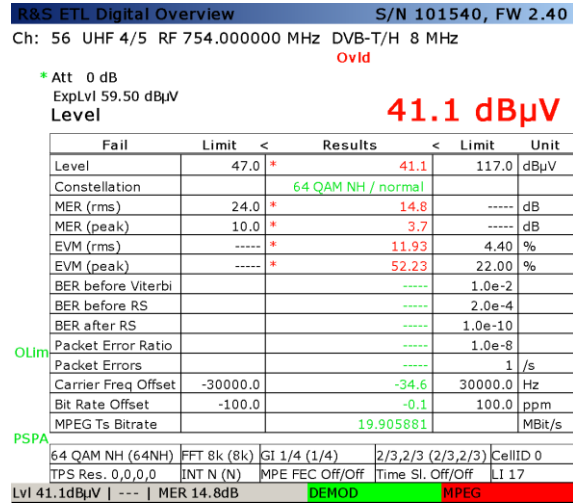 R&S ETL Digital Overview S/N 101540, FW 2.40
Ch: 56 UHF 4/5 RF 754.000000 MHz DVB-T/H 8 MHz
Ovld
* Att 0 dB
ExpLvl 59.50 dBµV
Level 41.1 dBµV
Fail Limit < Results < Limit Unit
Level 47.0 * 41.1 117.0 dBµV
Constellation 64 QAM NH / normal
MER (rms) 24.0 * 14.8 ----- dB
MER (peak) 10.0 * 3.7 ----- dB
EVM (rms) ----- * 11.93 4.40 %
EVM (peak) ----- * 52.23 22.00 %
BER before Viterbi ----- 1.0e-2
BER before RS ----- 2.0e-4
BER after RS ----- 1.0e-10
Packet Error Ratio ----- 1.0e-8
OLim
Packet Errors ----- 1 /s
Carrier Freq Offset -30000.0 -34.6 30000.0 Hz
Bit Rate Offset -100.0 -0.1 100.0 ppm
MPEG Ts Bitrate 19.905881 MBit/s
PSPA
64 QAM NH (64NH) FFT 8k (8k) GI 1/4 (1/4) 2/3,2/3 (2/3,2/3) CellID 0
TPS Res. 0,0,0,0 INT N (N) MPE FEC Off/Off Time Sl. Off/Off LI 17
Lvl 41.1dBµV | --- | MER 14.8dB DEMOD MPEG